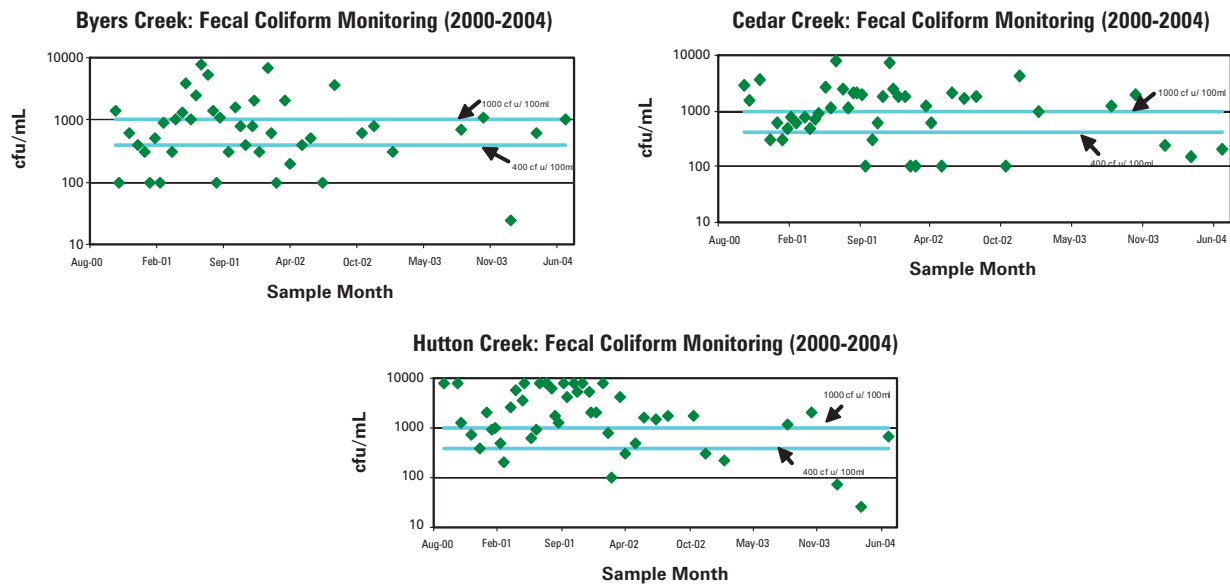 Byers Creek: Fecal Coliform Monitoring (2000-2004)
10000
1000
100
10
cfu/mL
1000 cf u/ 100ml
400 cf u/ 100ml
Aug-00 Feb-01 Sep-01 Apr-02 Oct-02 May-03 Nov-03 Jun-04
Sample Month
Cedar Creek: Fecal Coliform Monitoring (2000-2004)
10000
1000
100
10
cfu/mL
1000 cf u/ 100ml
400 cf u/ 100ml
Aug-00 Feb-01 Sep-01 Apr-02 Oct-02 May-03 Nov-03 Jun-04
Sample Month
Hutton Creek: Fecal Coliform Monitoring (2000-2004)
10000
1000
100
10
cfu/mL
1000 cf u/ 100ml
400 cf u/ 100ml
Aug-00 Feb-01 Sep-01 Apr-02 Oct-02 May-03 Nov-03 Jun-04
Sample Month